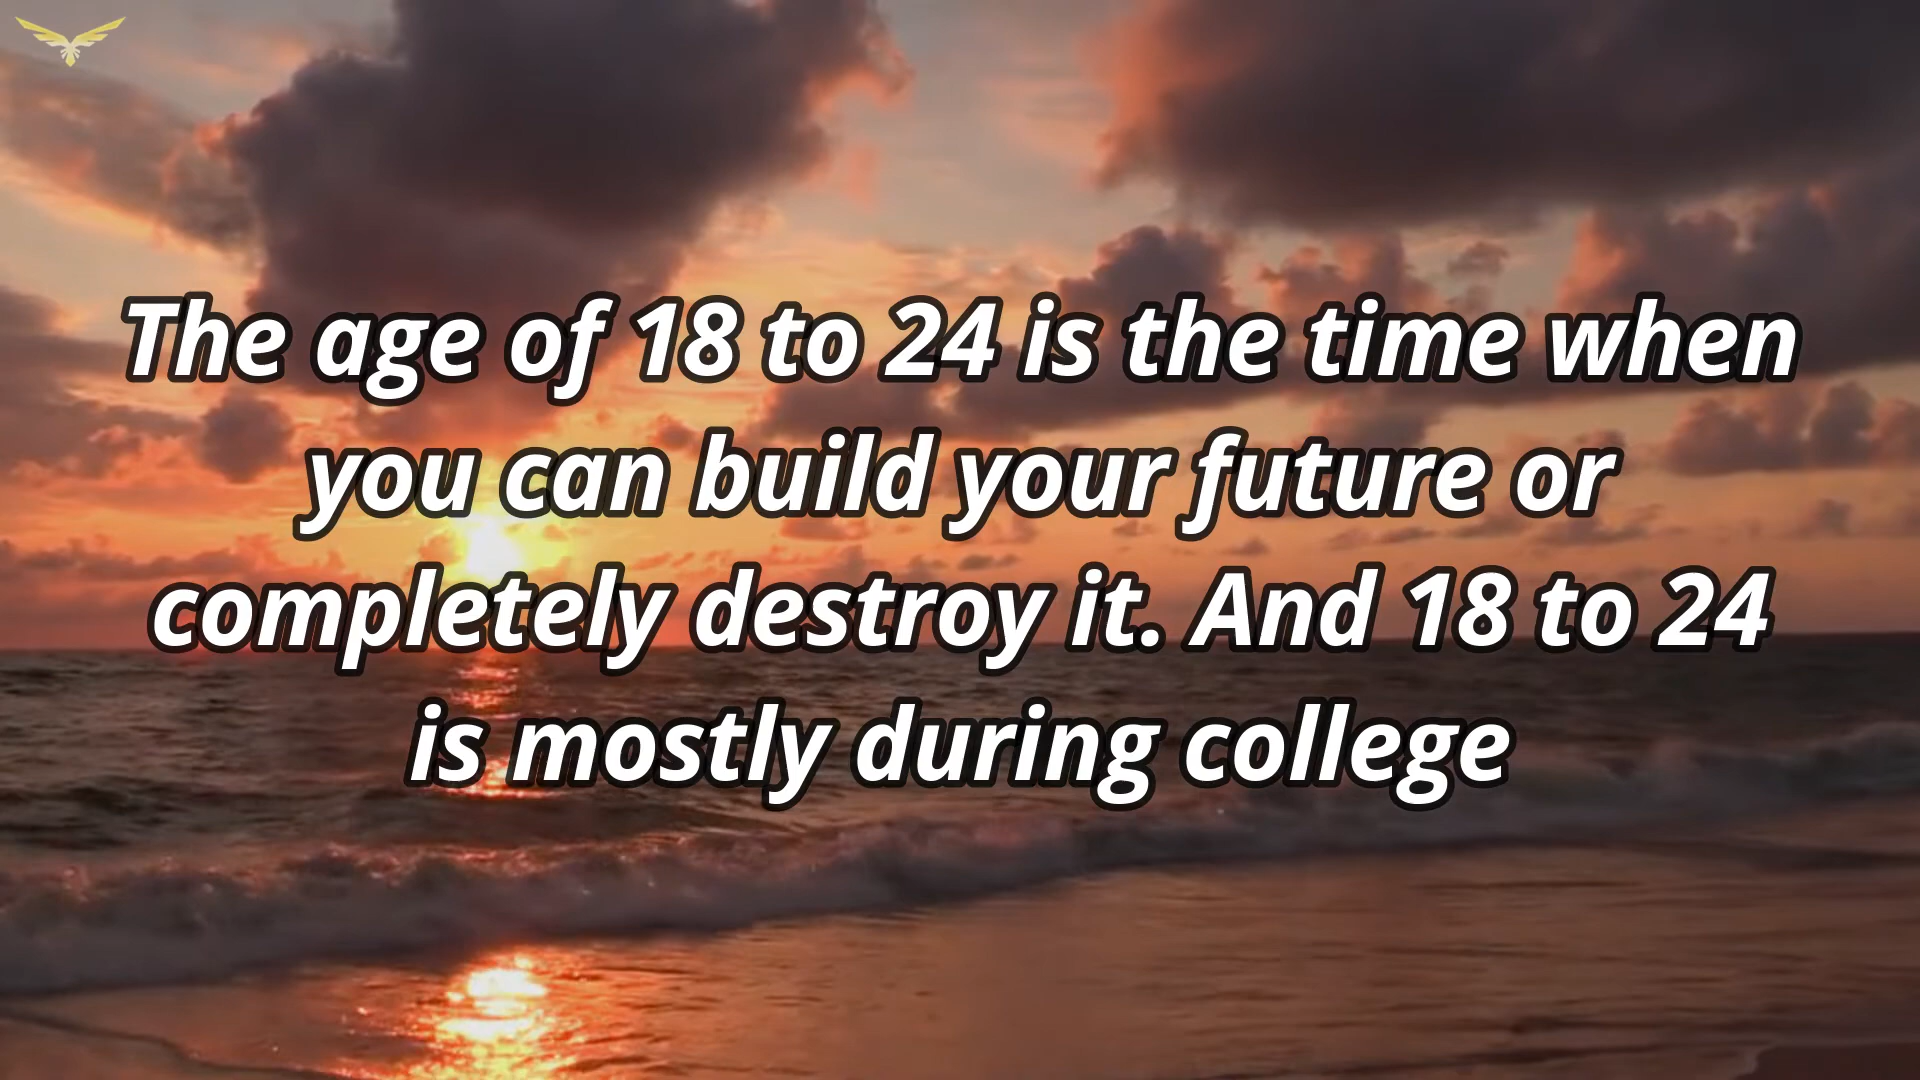 The age of 18 to 24 is the time when
you can build your future or
completely destroy it. And 18 to 24
is mostly during college